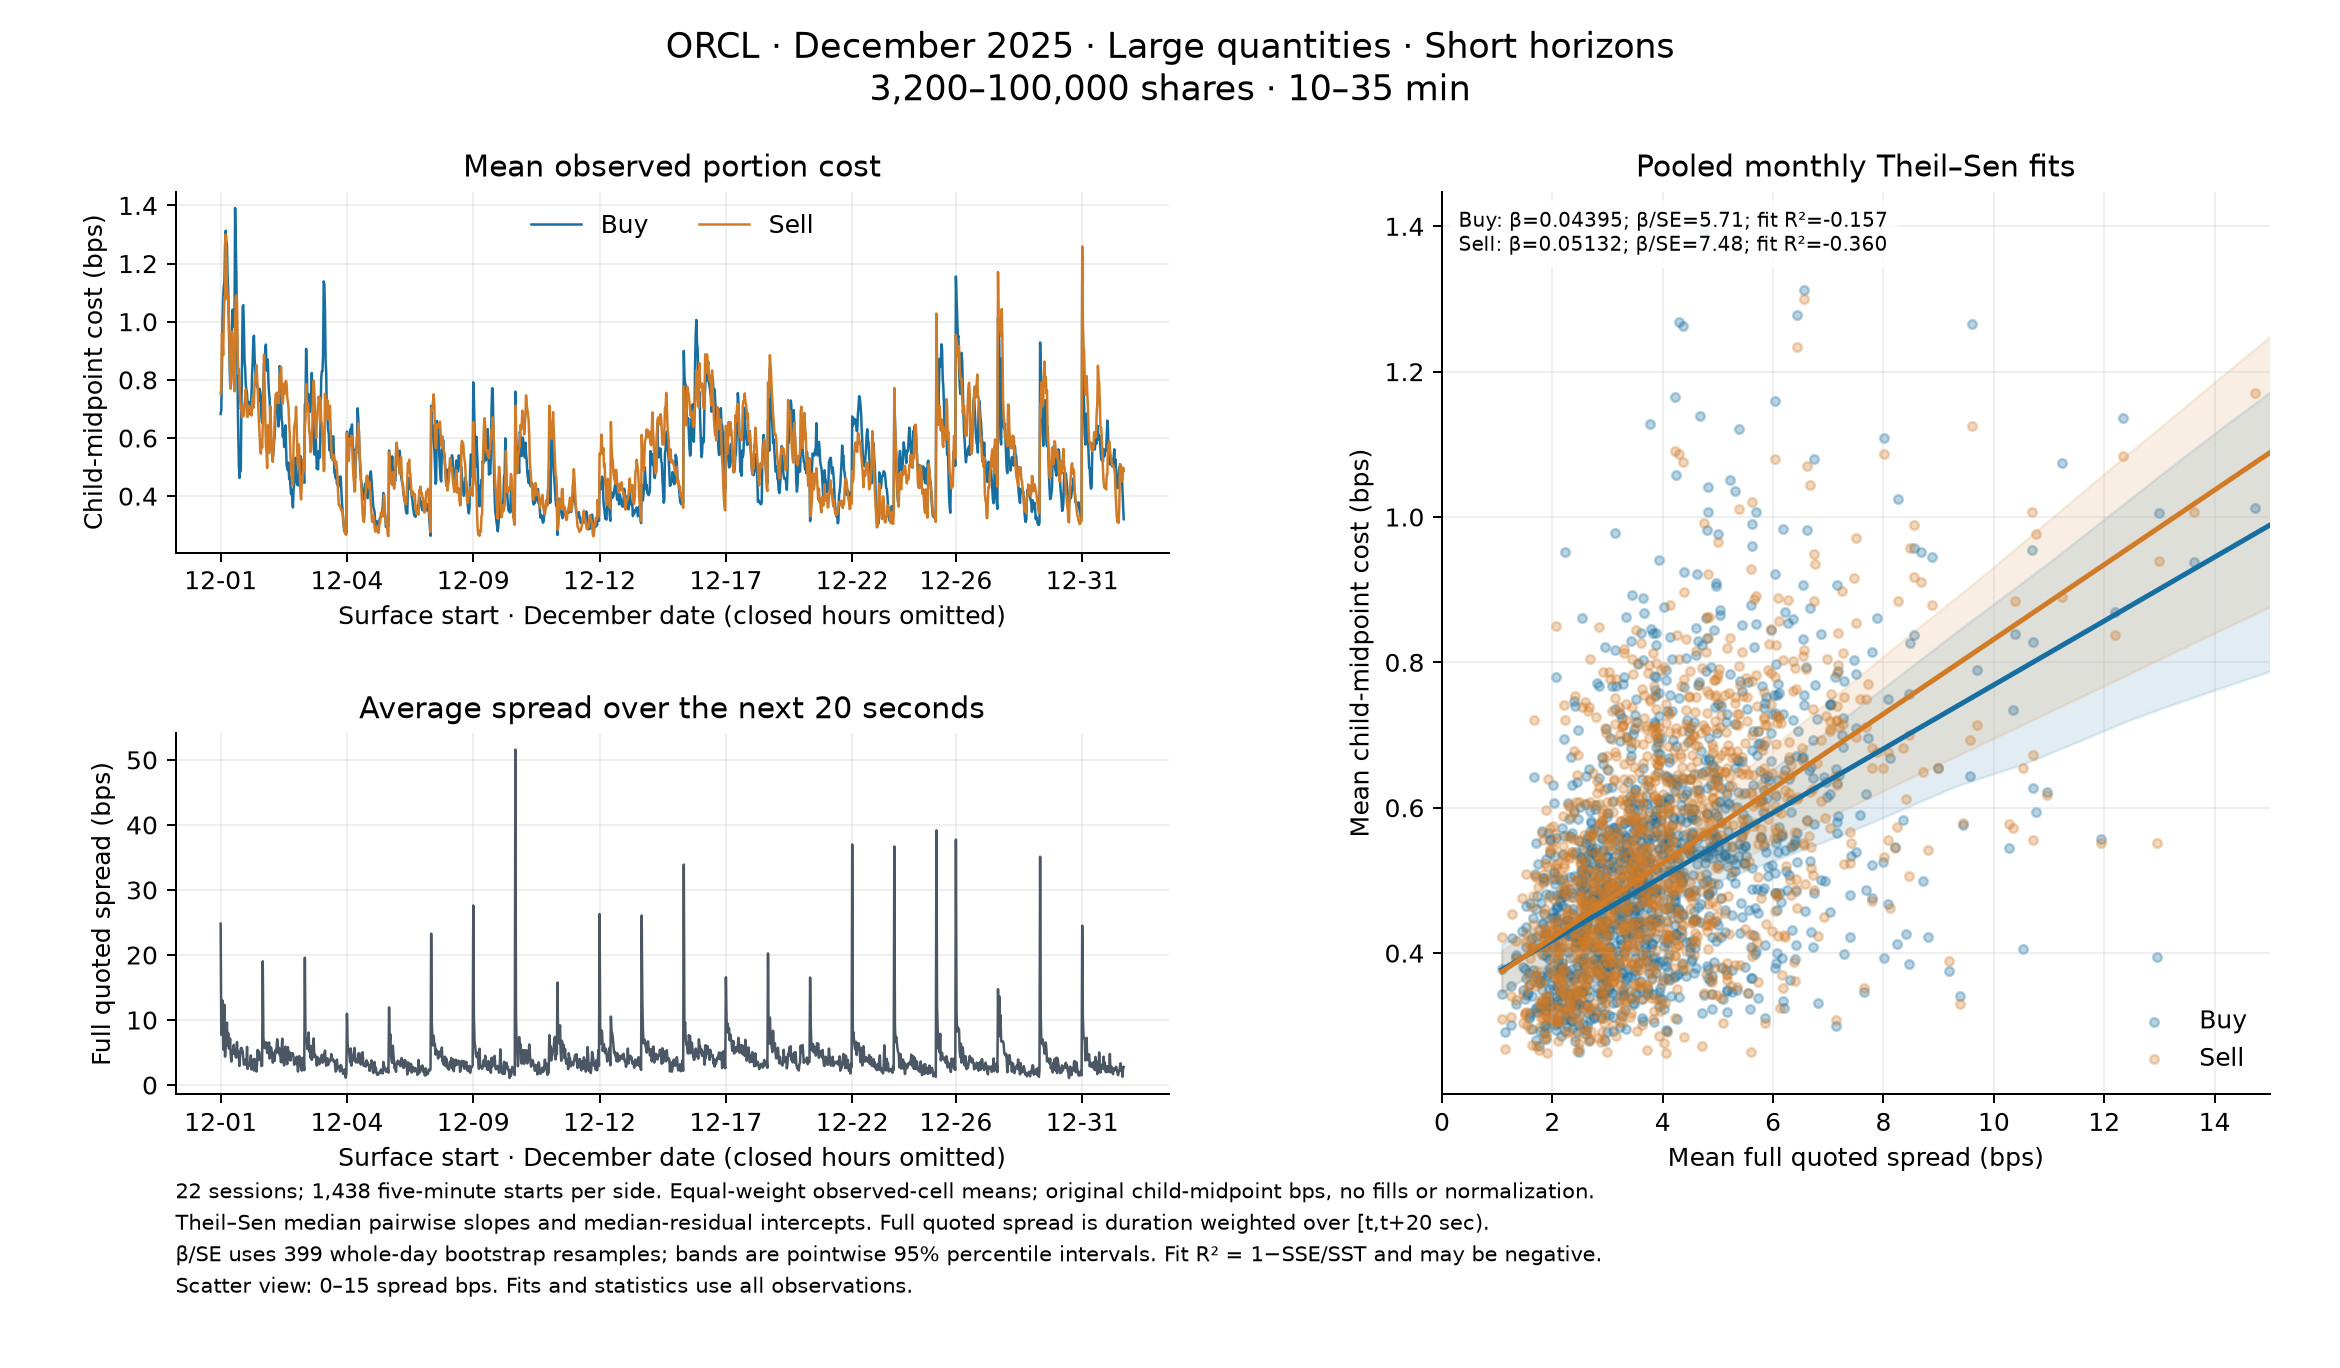 ORCL · December 2025 · Large quantities · Short horizons
3,200–100,000 shares · 10–35 min
Mean observed portion cost
Child-midpoint cost (bps)
1.4
1.2
1.0
0.8
0.6
0.4
Buy
Sell
12-01
12-04
12-09
12-12
12-17
12-22
12-26
12-31
Surface start · December date (closed hours omitted)
Average spread over the next 20 seconds
Full quoted spread (bps)
50
40
30
20
10
0
12-01
12-04
12-09
12-12
12-17
12-22
12-26
12-31
Surface start · December date (closed hours omitted)
Pooled monthly Theil–Sen fits
Buy: β=0.04395; β/SE=5.71; fit R²=-0.157
Sell: β=0.05132; β/SE=7.48; fit R²=-0.360
Mean child-midpoint cost (bps)
1.4
1.2
1.0
0.8
0.6
0.4
Buy
Sell
0
2
4
6
8
10
12
14
Mean full quoted spread (bps)
22 sessions; 1,438 five-minute starts per side. Equal-weight observed-cell means; original child-midpoint bps, no fills or normalization.
Theil–Sen median pairwise slopes and median-residual intercepts. Full quoted spread is duration weighted over [t,t+20 sec).
β/SE uses 399 whole-day bootstrap resamples; bands are pointwise 95% percentile intervals. Fit R² = 1−SSE/SST and may be negative.
Scatter view: 0–15 spread bps. Fits and statistics use all observations.